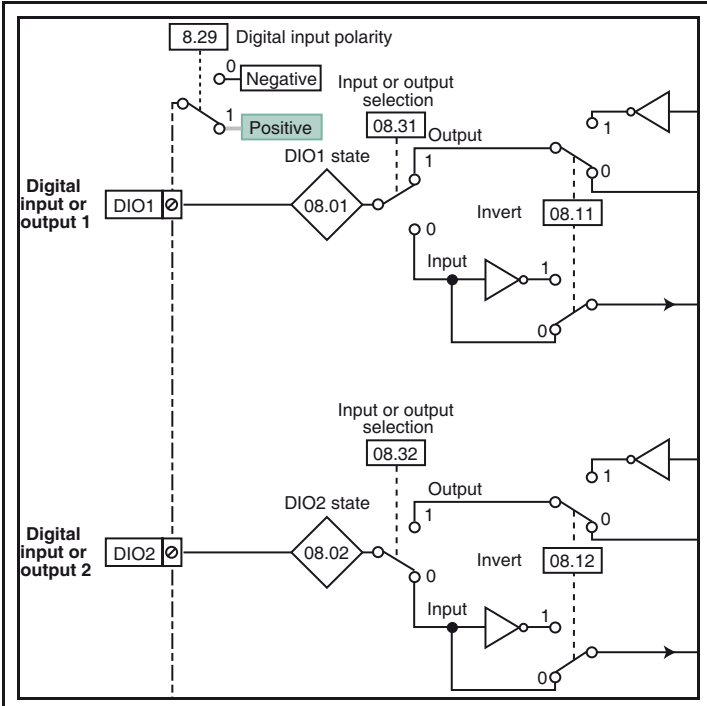 8.29 Digital input polarity
0
Negative
1
Positive
Input or output
selection
08.31
Output
1
1
0
DIO1 state
Digital
input or
output 1
DIO1
08.01
Invert
08.11
0
Input
1
0
Input or output
selection
08.32
Output
1
1
0
DIO2 state
Digital
input or
output 2
DIO2
08.02
Invert
08.12
0
Input
1
0